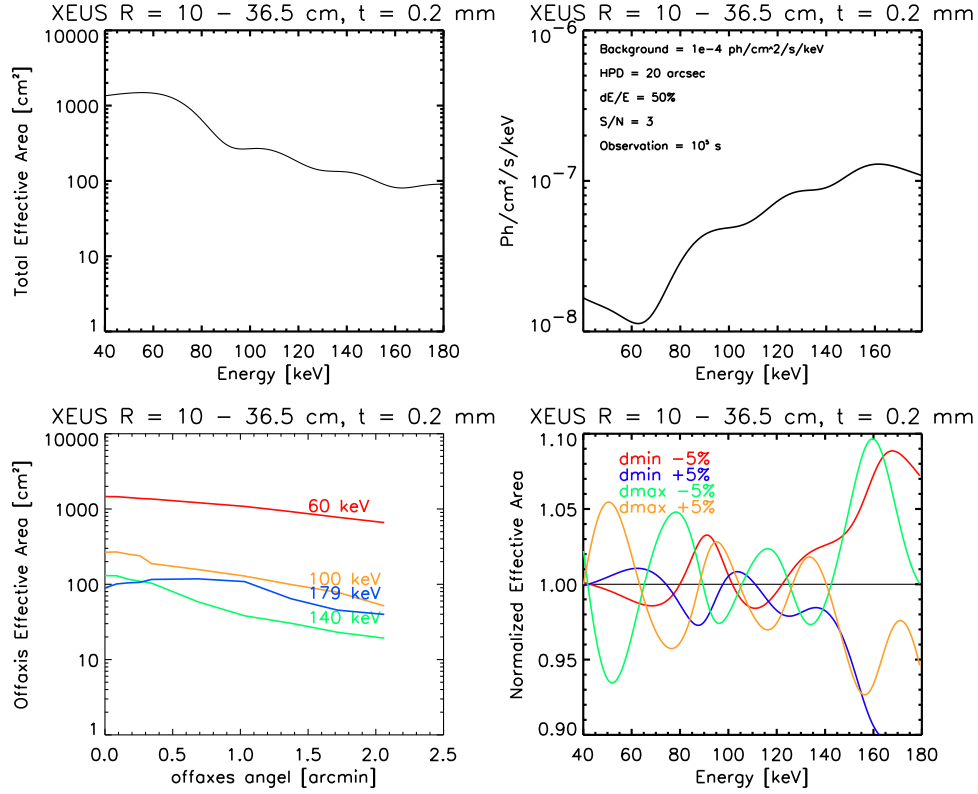 XEUS R = 10 – 36.5 cm, t = 0.2 mm
10000
1000
100
10
1
Total Effective Area [cm²]
40 60 80 100 120 140 160 180
Energy [keV]
XEUS R = 10 – 36.5 cm, t = 0.2 mm
10⁻⁶
10⁻⁷
10⁻⁸
Ph/cm²/s/keV
Background = 1e-4 ph/cm^2/s/keV
HPD = 20 arcsec
dE/E = 50%
S/N = 3
Observation = 10⁵ s
60 80 100 120 140 160
Energy [keV]
XEUS R = 10 – 36.5 cm, t = 0.2 mm
10000
1000
100
10
1
Offaxis Effective Area [cm²]
60 keV
100 keV
179 keV
140 keV
0.0 0.5 1.0 1.5 2.0 2.5
offaxes angel [arcmin]
XEUS R = 10 – 36.5 cm, t = 0.2 mm
1.10
1.05
1.00
0.95
0.90
Normalized Effective Area
dmin –5%
dmin +5%
dmax –5%
dmax +5%
40 60 80 100 120 140 160 180
Energy [keV]